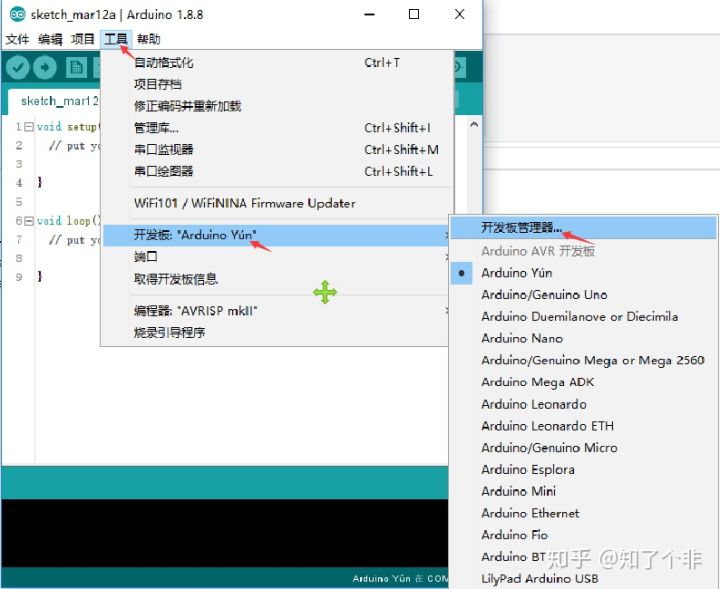 sketch_mar12a | Arduino 1.8.8
文件 编辑 项目 工具 帮助
自动格式化 Ctrl+T
项目存档
修正编码并重新加载
管理库... Ctrl+Shift+I
串口监视器 Ctrl+Shift+M
串口绘图器 Ctrl+Shift+L
WiFi101 / WiFiNINA Firmware Updater
开发板: "Arduino Yún"
端口
取得开发板信息
编程器: "AVRISP mkII"
烧录引导程序
sketch_mar12
1 void setup(
2 // put yo
3
4 }
5
6 void loop()
7 // put yo
8
9 }
开发板管理器...
Arduino AVR 开发板
Arduino Yún
Arduino/Genuino Uno
Arduino Duemilanove or Diecimila
Arduino Nano
Arduino/Genuino Mega or Mega 2560
Arduino Mega ADK
Arduino Leonardo
Arduino Leonardo ETH
Arduino/Genuino Micro
Arduino Esplora
Arduino Mini
Arduino Ethernet
Arduino Fio
Arduino BT
LilyPad Arduino USB
知乎 @知了个非
Arduino Yún 在 COM